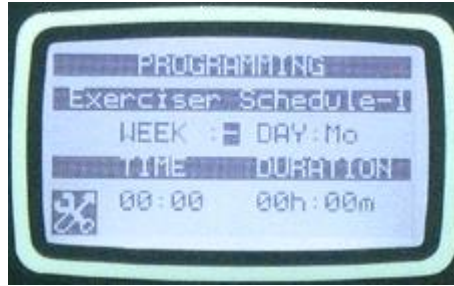 PROGRAMMING
Exerciser Schedule-1
WEEK :- DAY:Mo
TIME DURATION
00:00 00h:00m